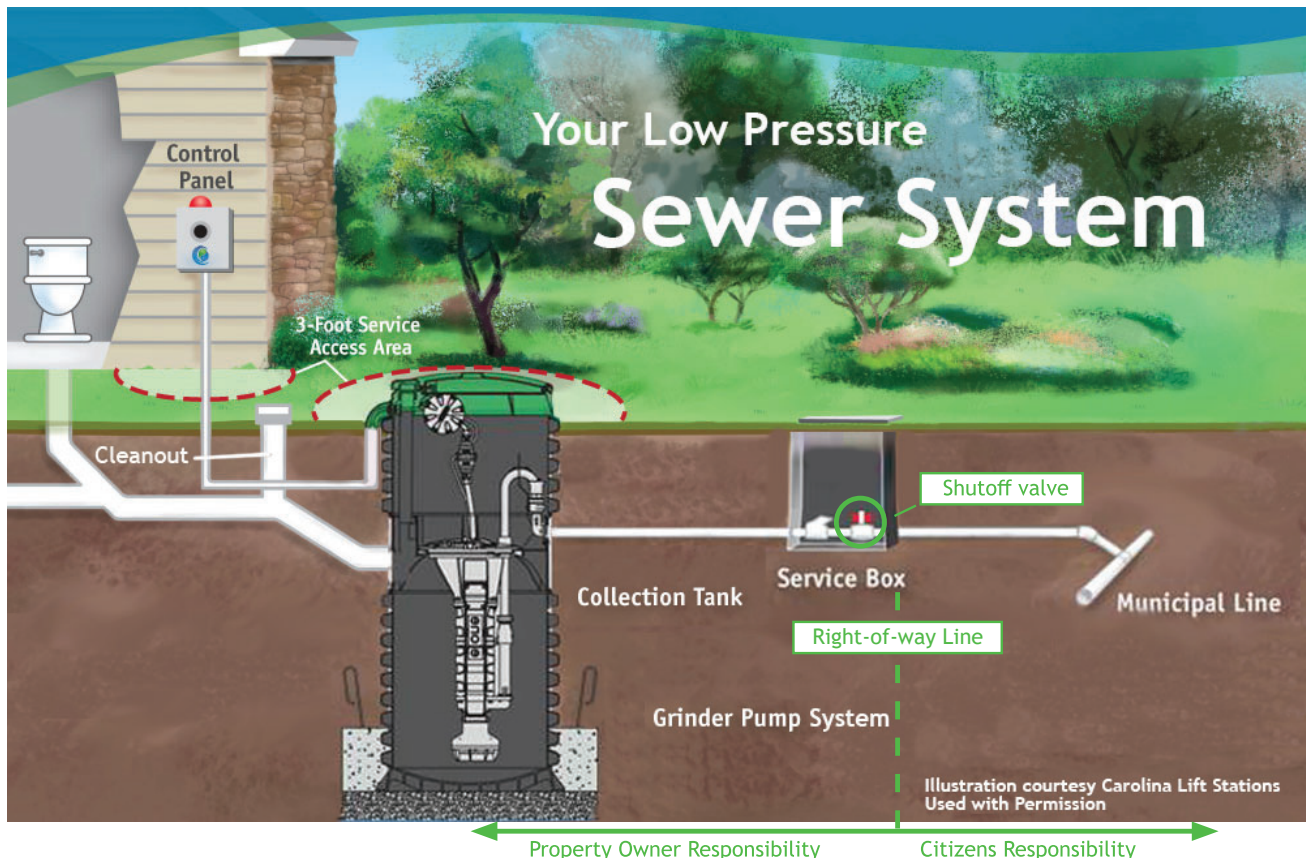 Your Low Pressure
Sewer System
Control
Panel
3-Foot Service
Access Area
Cleanout
Shutoff valve
Service Box
Collection Tank
Municipal Line
Right-of-way Line
Grinder Pump System
Illustration courtesy Carolina Lift Stations
Used with Permission
Property Owner Responsibility
Citizens Responsibility